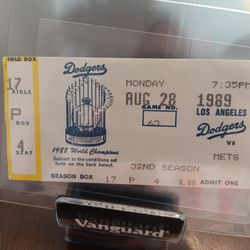 FIELD BOX
17
AISLE
P
BOX
4
SEAT
Dodgers
1988 World Champions
Subject to the conditions set
forth on the back hereof.
SEASON BOX
MONDAY 7:35PM
AUG 28 1989
GAME NO.
63
LOS ANGELES
Dodgers
VS
METS
32ND SEASON
17 P 4 8.00 ADMIT ONE
Vanguard